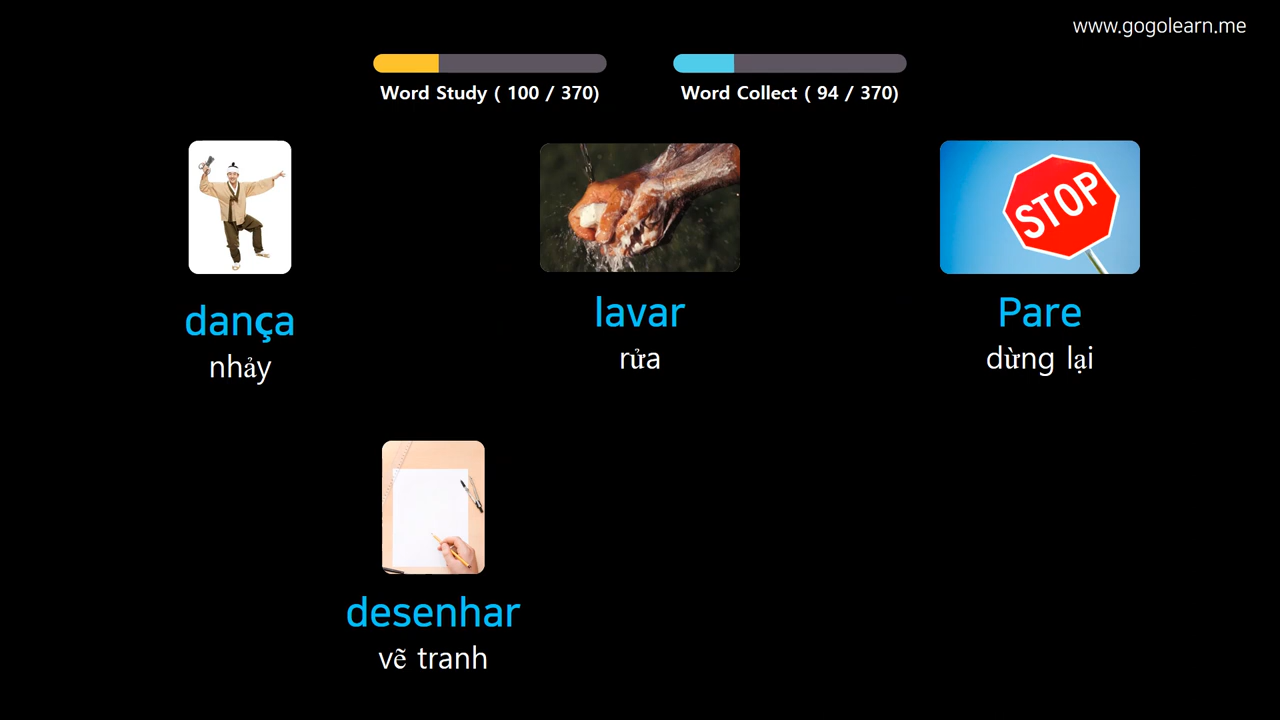 www.gogolearn.me
Word Study ( 100 / 370)
Word Collect ( 94 / 370)
STOP
dança
nhảy
lavar
rửa
Pare
dừng lại
desenhar
vẽ tranh